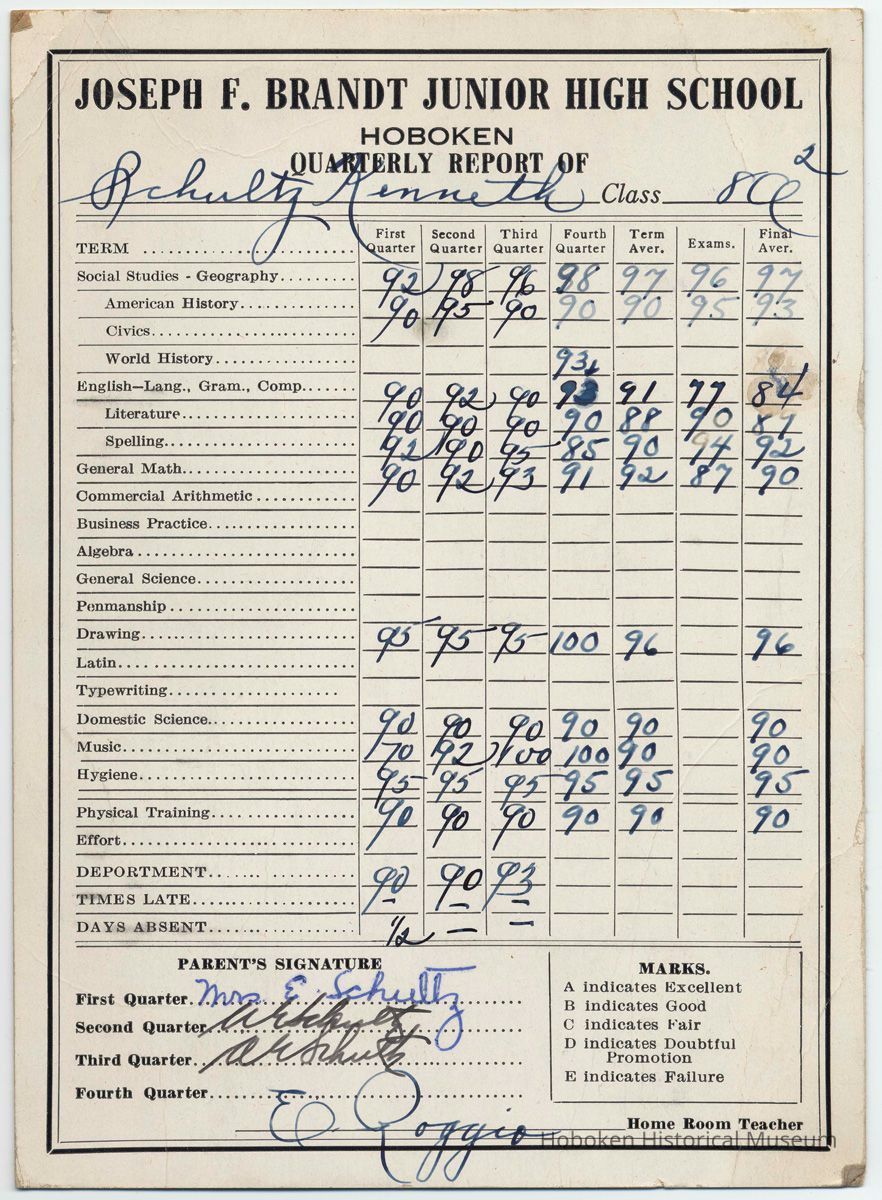 JOSEPH F. BRANDT JUNIOR HIGH SCHOOL
HOBOKEN
QUARTERLY REPORT OF
Schultz Kenneth Class 8A²
TERM First Quarter Second Quarter Third Quarter Fourth Quarter Term Aver. Exams. Final Aver.
Social Studies - Geography 92 98 96 98 97 96 97
American History 90 95 90 90 90 95 93
Civics
World History 93
English—Lang., Gram., Comp. 90 92 90 93 91 77 84
Literature 90 90 90 90 88 90 89
Spelling 92 90 95 85 90 94 92
General Math. 90 92 93 91 92 87 90
Commercial Arithmetic
Business Practice
Algebra
General Science
Penmanship
Drawing 95 95 95 100 96 96
Latin
Typewriting
Domestic Science 90 90 90 90 90 90
Music 70 92 100 100 90 90
Hygiene 95 95 95 95 95 95
Physical Training 90 90 90 90 90 90
Effort
DEPORTMENT 90 90 93
TIMES LATE – – –
DAYS ABSENT 1/2 – –
PARENT'S SIGNATURE
First Quarter Mrs. E. Schultz
Second Quarter Schultz
Third Quarter Schultz
Fourth Quarter
MARKS.
A indicates Excellent
B indicates Good
C indicates Fair
D indicates Doubtful
Promotion
E indicates Failure
E. Poggio
Home Room Teacher
Hoboken Historical Museum